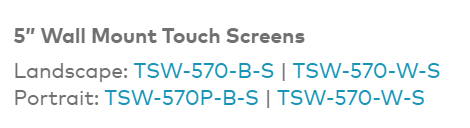 5” Wall Mount Touch Screens
Landscape: TSW-570-B-S | TSW-570-W-S
Portrait: TSW-570P-B-S | TSW-570-W-S